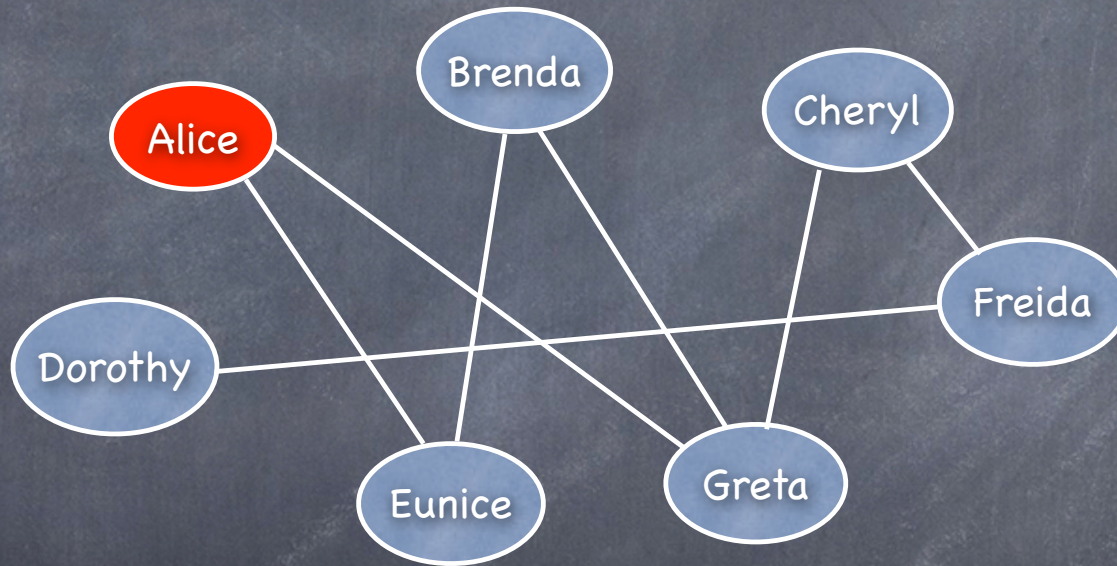 Brenda
Cheryl
Alice
Freida
Dorothy
Greta
Eunice